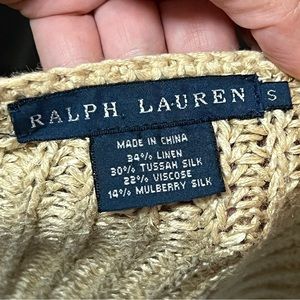 RALPH LAUREN S
MADE IN CHINA
34% LINEN
30% TUSSAH SILK
22% VISCOSE
14% MULBERRY SILK